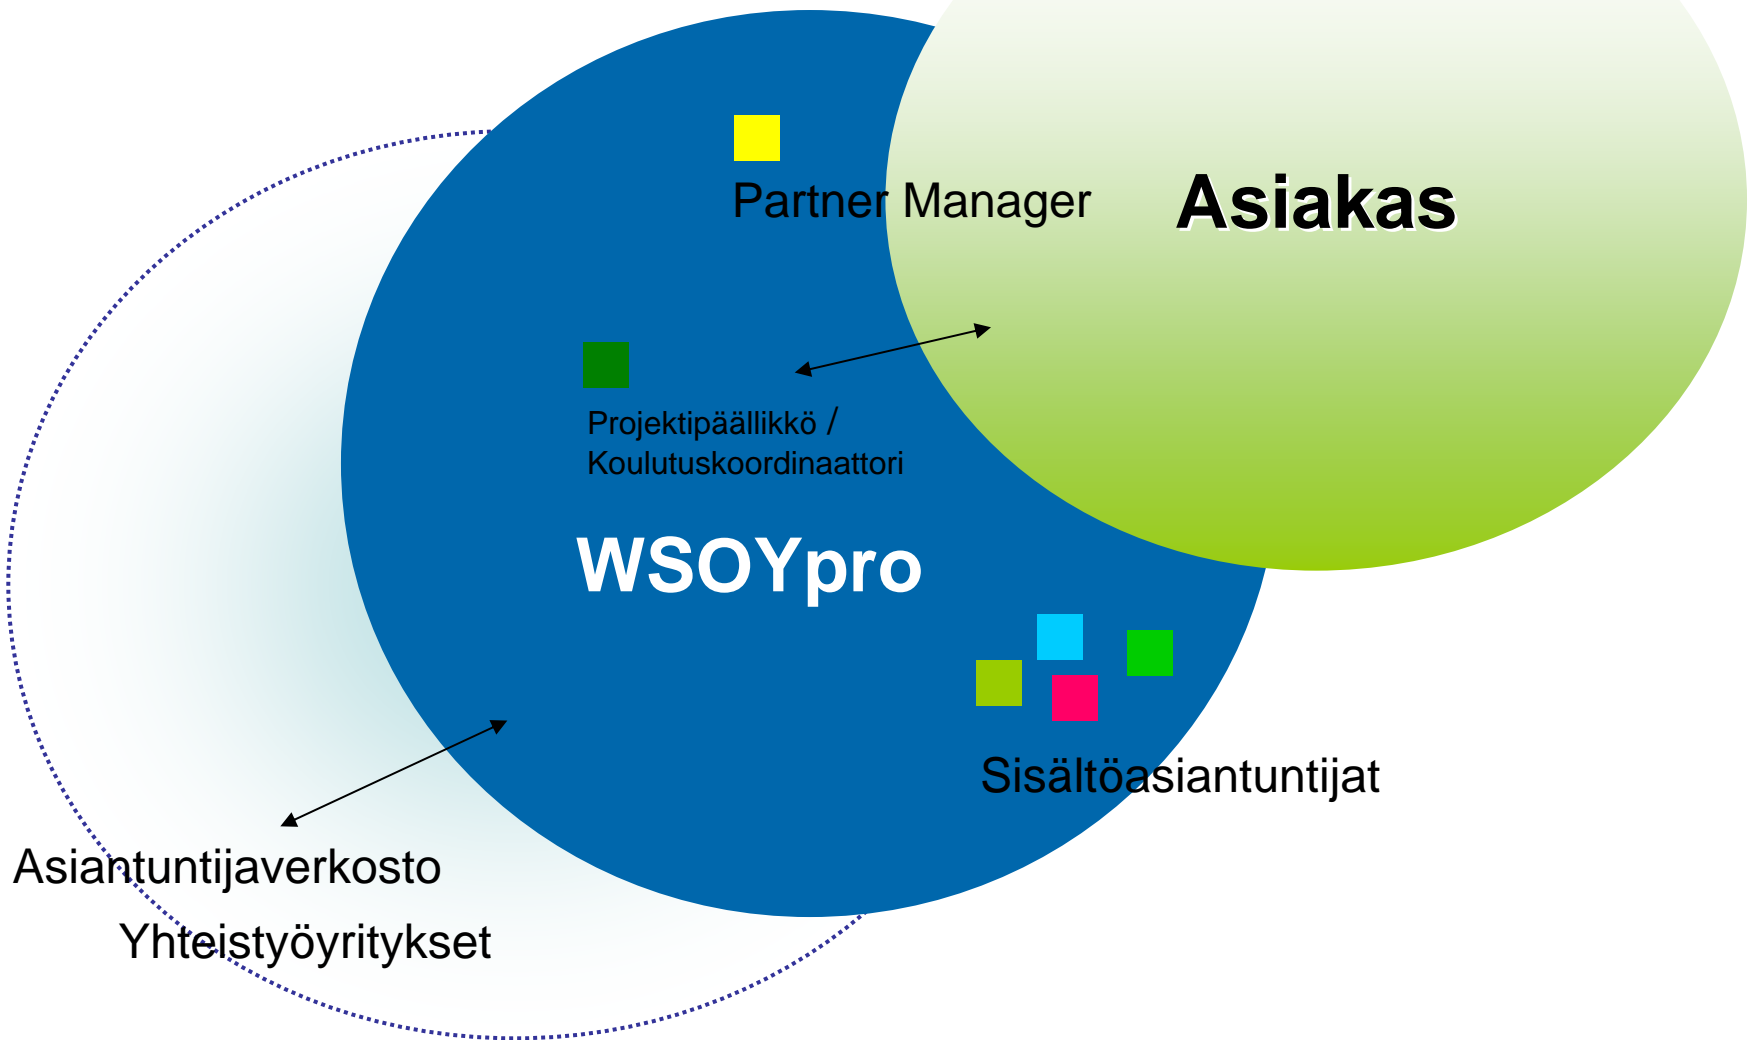 Partner Manager
Asiakas
Projektipäällikkö /
Koulutuskoordinaattori
WSOYpro
Sisältöasiantuntijat
Asiantuntijaverkosto
Yhteistyöyritykset